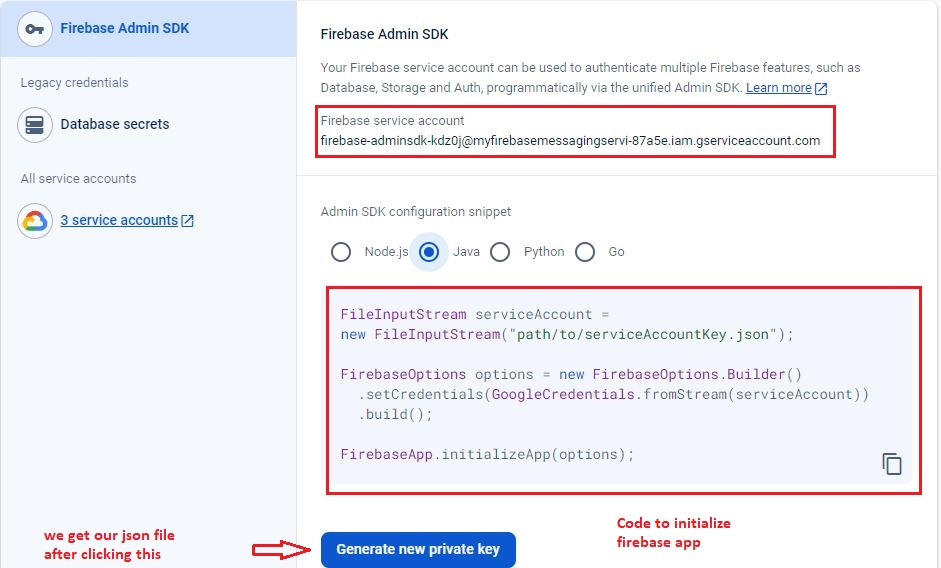 Firebase Admin SDK
Legacy credentials
Database secrets
All service accounts
3 service accounts
Firebase Admin SDK
Your Firebase service account can be used to authenticate multiple Firebase features, such as
Database, Storage and Auth, programmatically via the unified Admin SDK. Learn more
Firebase service account
firebase-adminsdk-kdz0j@myfirebasemessagingservi-87a5e.iam.gserviceaccount.com
Admin SDK configuration snippet
Node.js Java Python Go
FileInputStream serviceAccount =
new FileInputStream("path/to/serviceAccountKey.json");
FirebaseOptions options = new FirebaseOptions.Builder()
.setCredentials(GoogleCredentials.fromStream(serviceAccount))
.build();
FirebaseApp.initializeApp(options);
we get our json file
after clicking this
Generate new private key
Code to initialize
firebase app